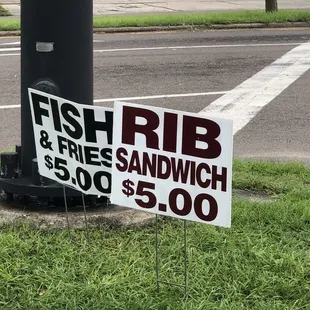 FISH
& FRIES
$5.00
RIB
SANDWICH
$5.00